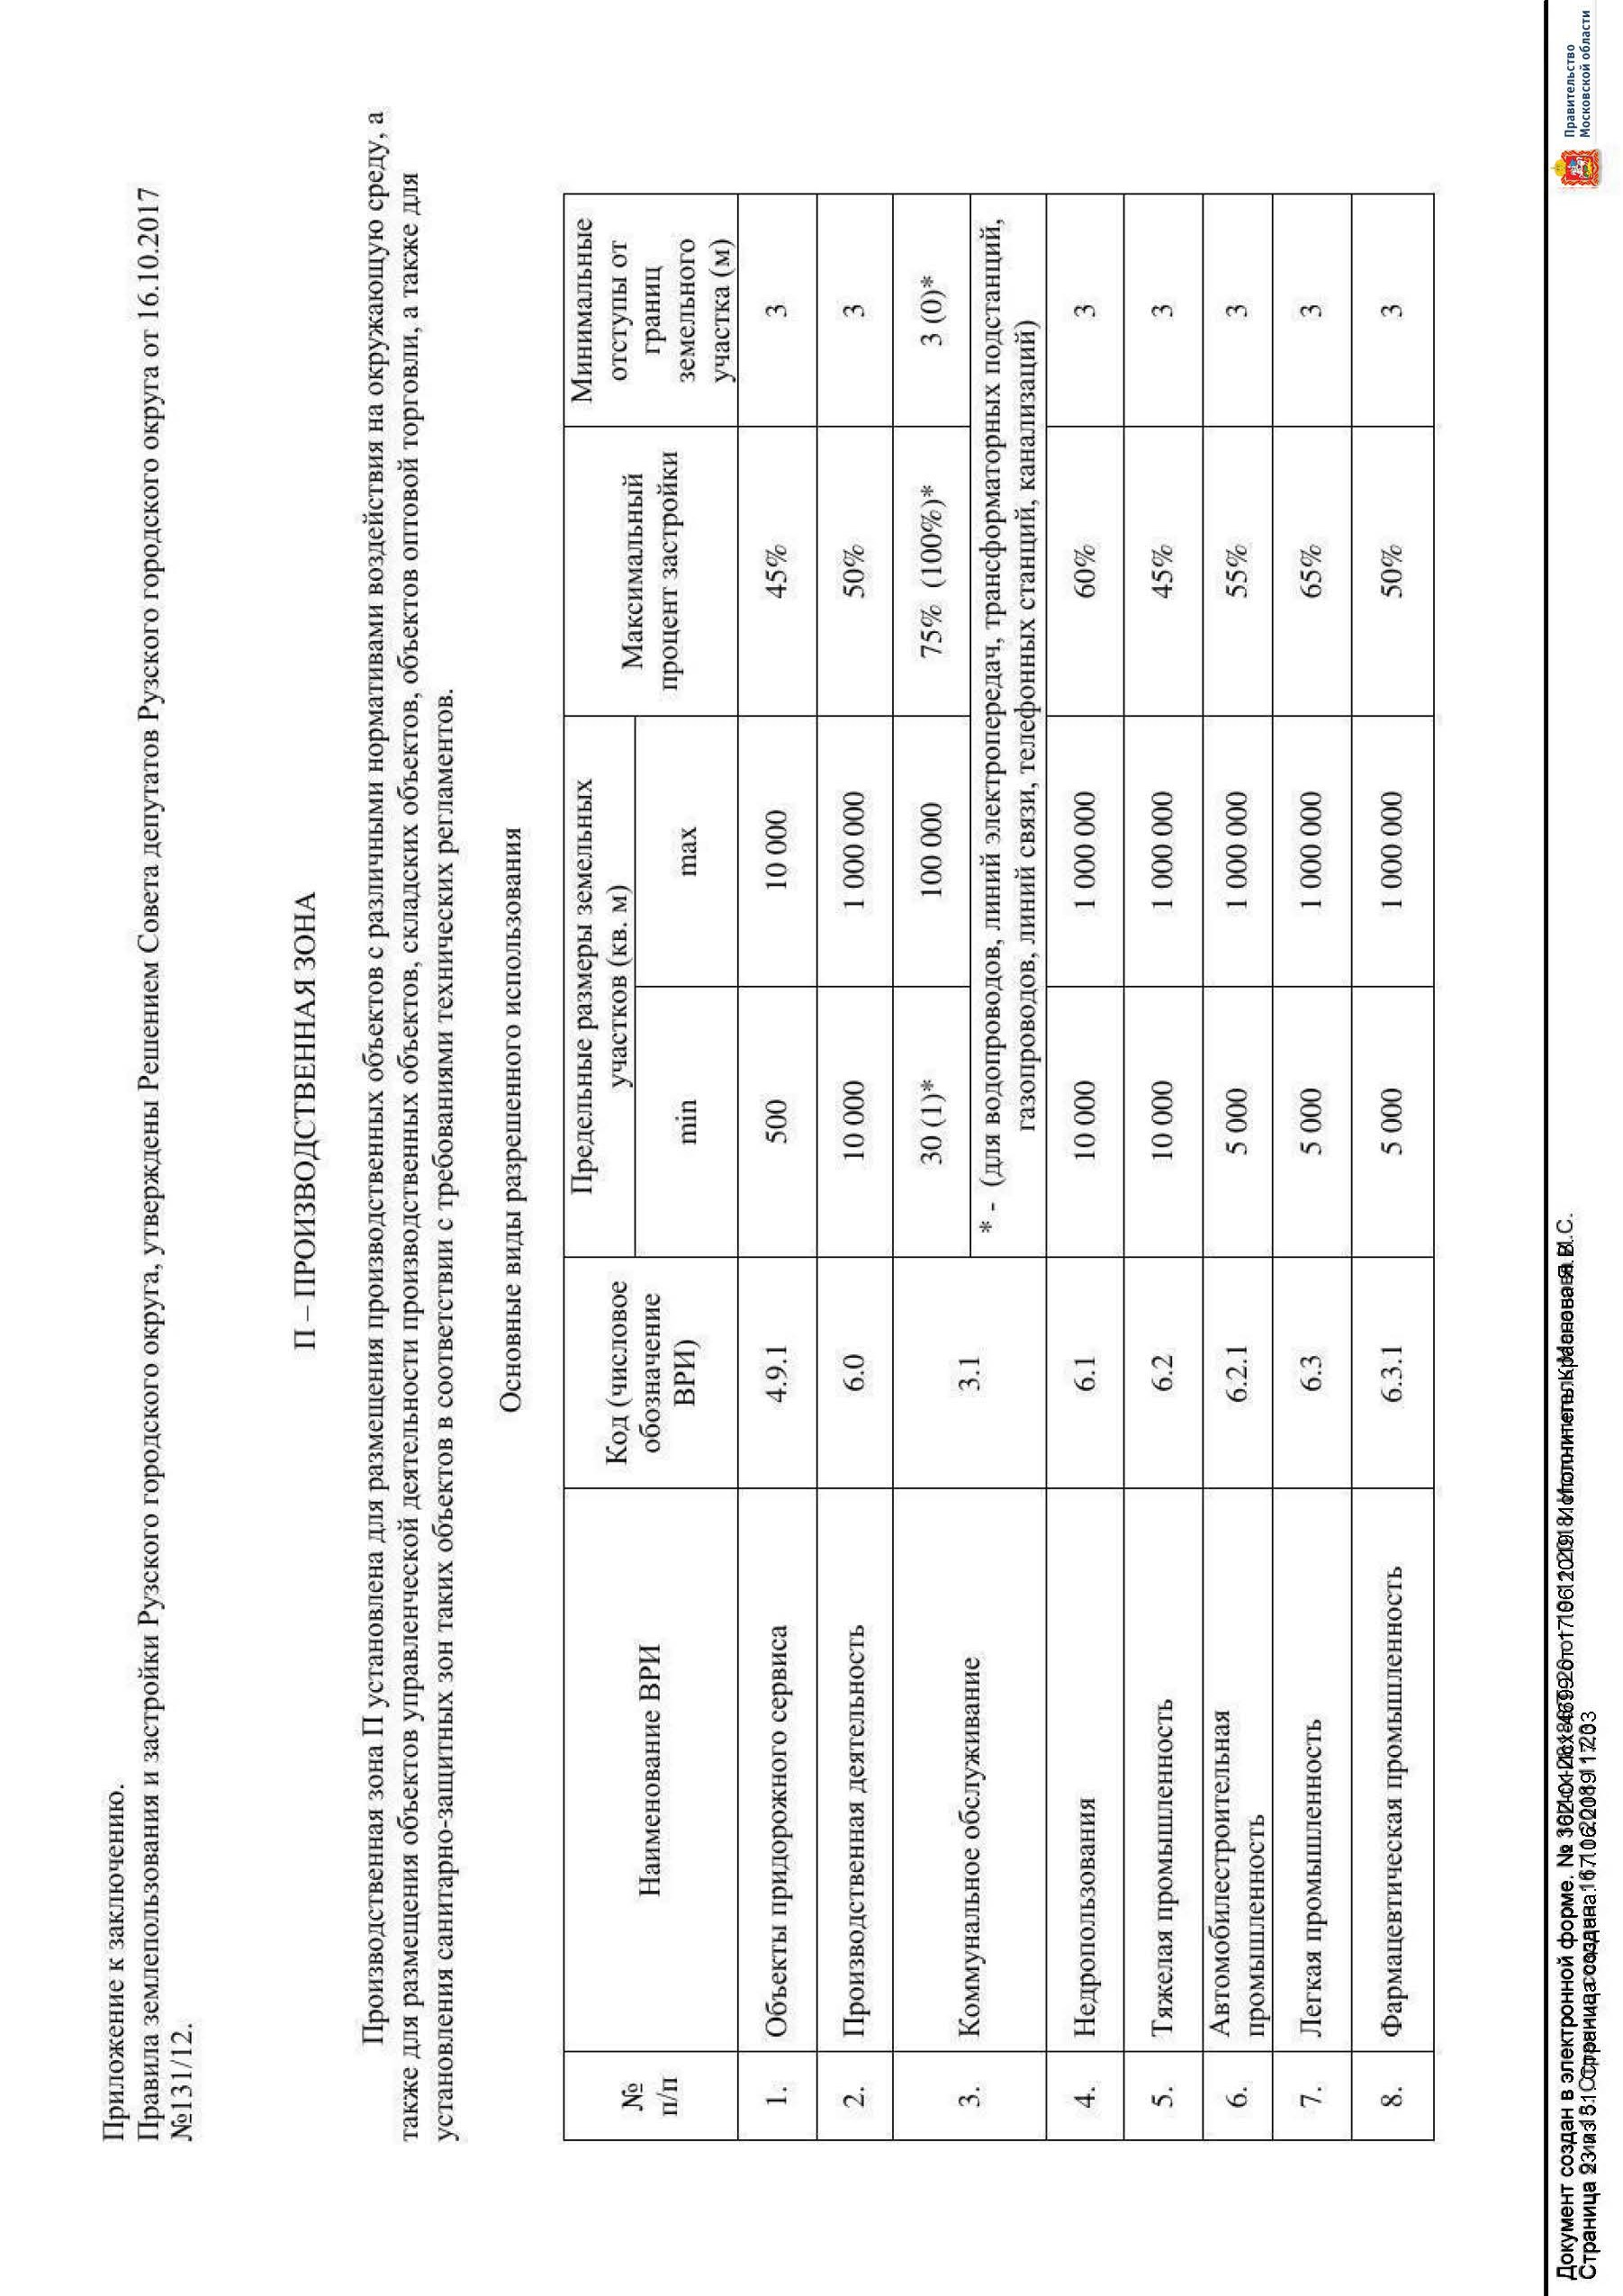 Приложение к заключению.
Правила землепользования и застройки Рузского городского округа, утверждены Решением Совета депутатов Рузского городского округа от 16.10.2017
№131/12.
П – ПРОИЗВОДСТВЕННАЯ ЗОНА
Производственная зона П установлена для размещения производственных объектов с различными нормативами воздействия на окружающую среду, а
также для размещения объектов управленческой деятельности производственных объектов, складских объектов, объектов оптовой торговли, а также для
установления санитарно-защитных зон таких объектов в соответствии с требованиями технических регламентов.
Основные виды разрешенного использования
№ п/п Наименование ВРИ Код (числовое обозначение ВРИ) Предельные размеры земельных участков (кв. м) Максимальный процент застройки Минимальные отступы от границ земельного участка (м)
min max
1. Объекты придорожного сервиса 4.9.1 500 10 000 45% 3
2. Производственная деятельность 6.0 10 000 1 000 000 50% 3
3. Коммунальное обслуживание 3.1 30 (1)* 100 000 75% (100%)* 3 (0)*
* - (для водопроводов, линий электропередач, трансформаторных подстанций,
газопроводов, линий связи, телефонных станций, канализаций)
4. Недропользования 6.1 10 000 1 000 000 60% 3
5. Тяжелая промышленность 6.2 10 000 1 000 000 45% 3
6. Автомобилестроительная промышленность 6.2.1 5 000 1 000 000 55% 3
7. Легкая промышленность 6.3 5 000 1 000 000 65% 3
8. Фармацевтическая промышленность 6.3.1 5 000 1 000 000 50% 3
Документ создан в электронной форме. №
Страница
Правительство
Московской области